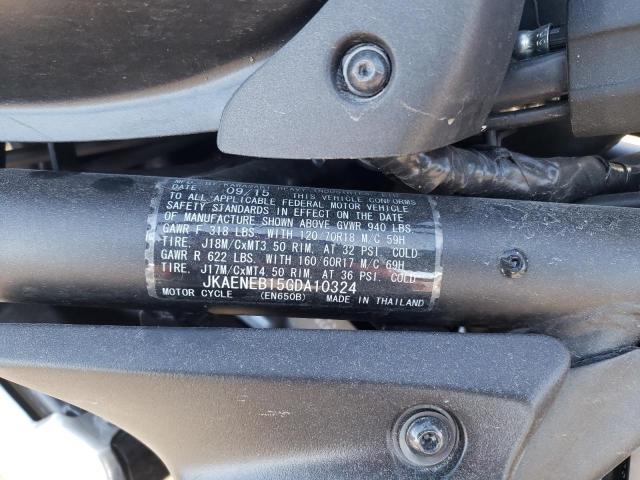 DATE 09/15 THIS VEHICLE CONFORMS
TO ALL APPLICABLE FEDERAL MOTOR VEHICLE
SAFETY STANDARDS IN EFFECT ON THE DATE
OF MANUFACTURE SHOWN ABOVE GVWR 940 LBS
GAWR F 318 LBS. WITH 120/70R18 M/C 59H
TIRE, J18M/CxMT3.50 RIM, AT 32 PSI. COLD
GAWR R 622 LBS. WITH 160/60R17 M/C 69H
TIRE, J17M/CxMT4.50 RIM, AT 36 PSI. COLD
JKAENEB15GDA10324
MOTOR CYCLE (EN650B) MADE IN THAILAND